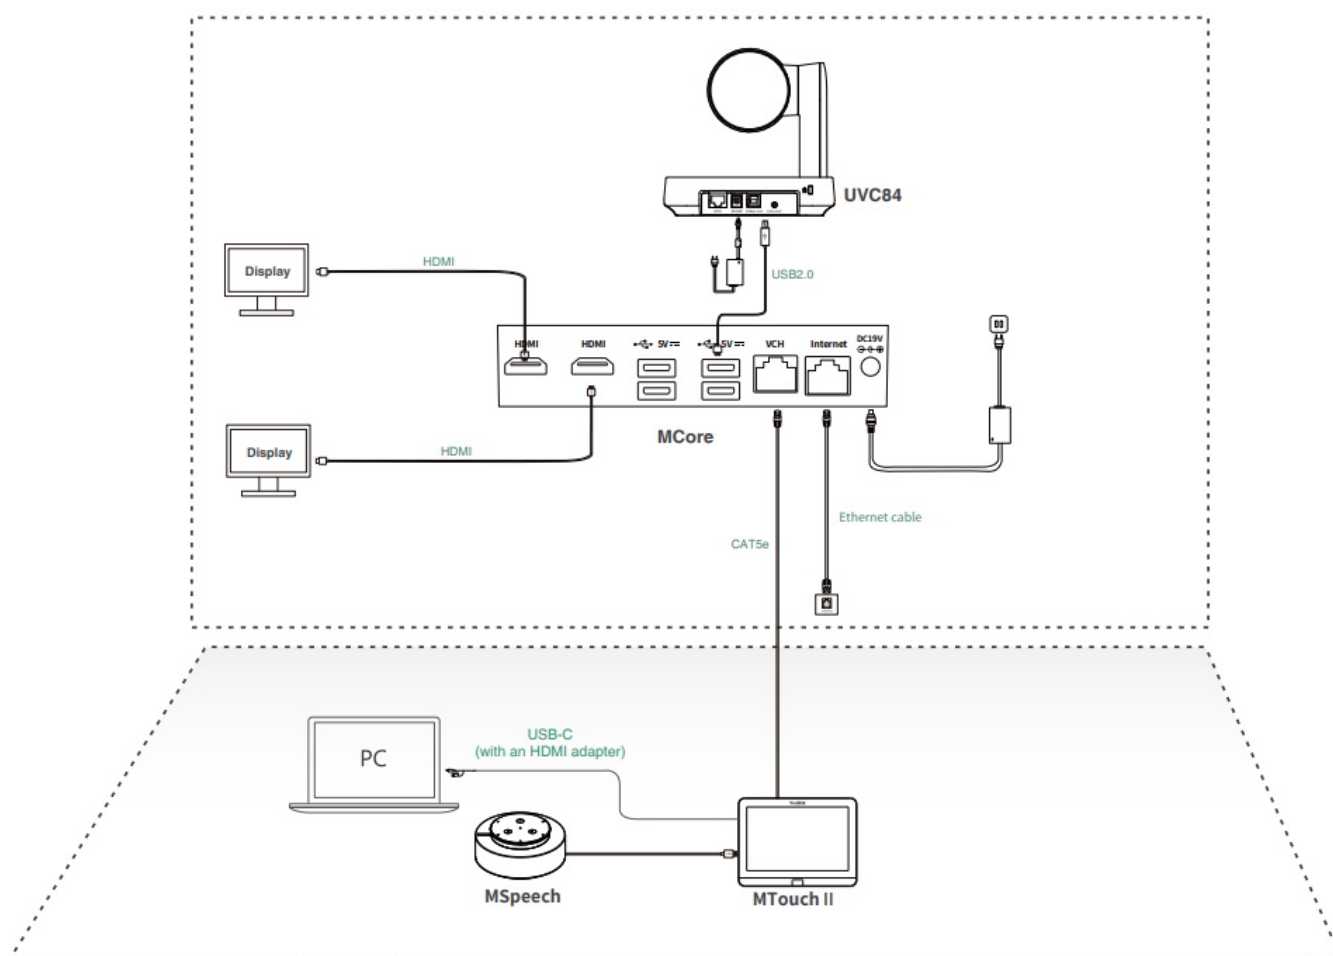 UVC84
HDMI
Display
USB2.0
HDMI
HDMI
5V
5V
VCH
Internet
DC19V
Display
HDMI
MCore
Ethernet cable
CAT5e
USB-C
(with an HDMI adapter)
PC
MSpeech
MTouch II